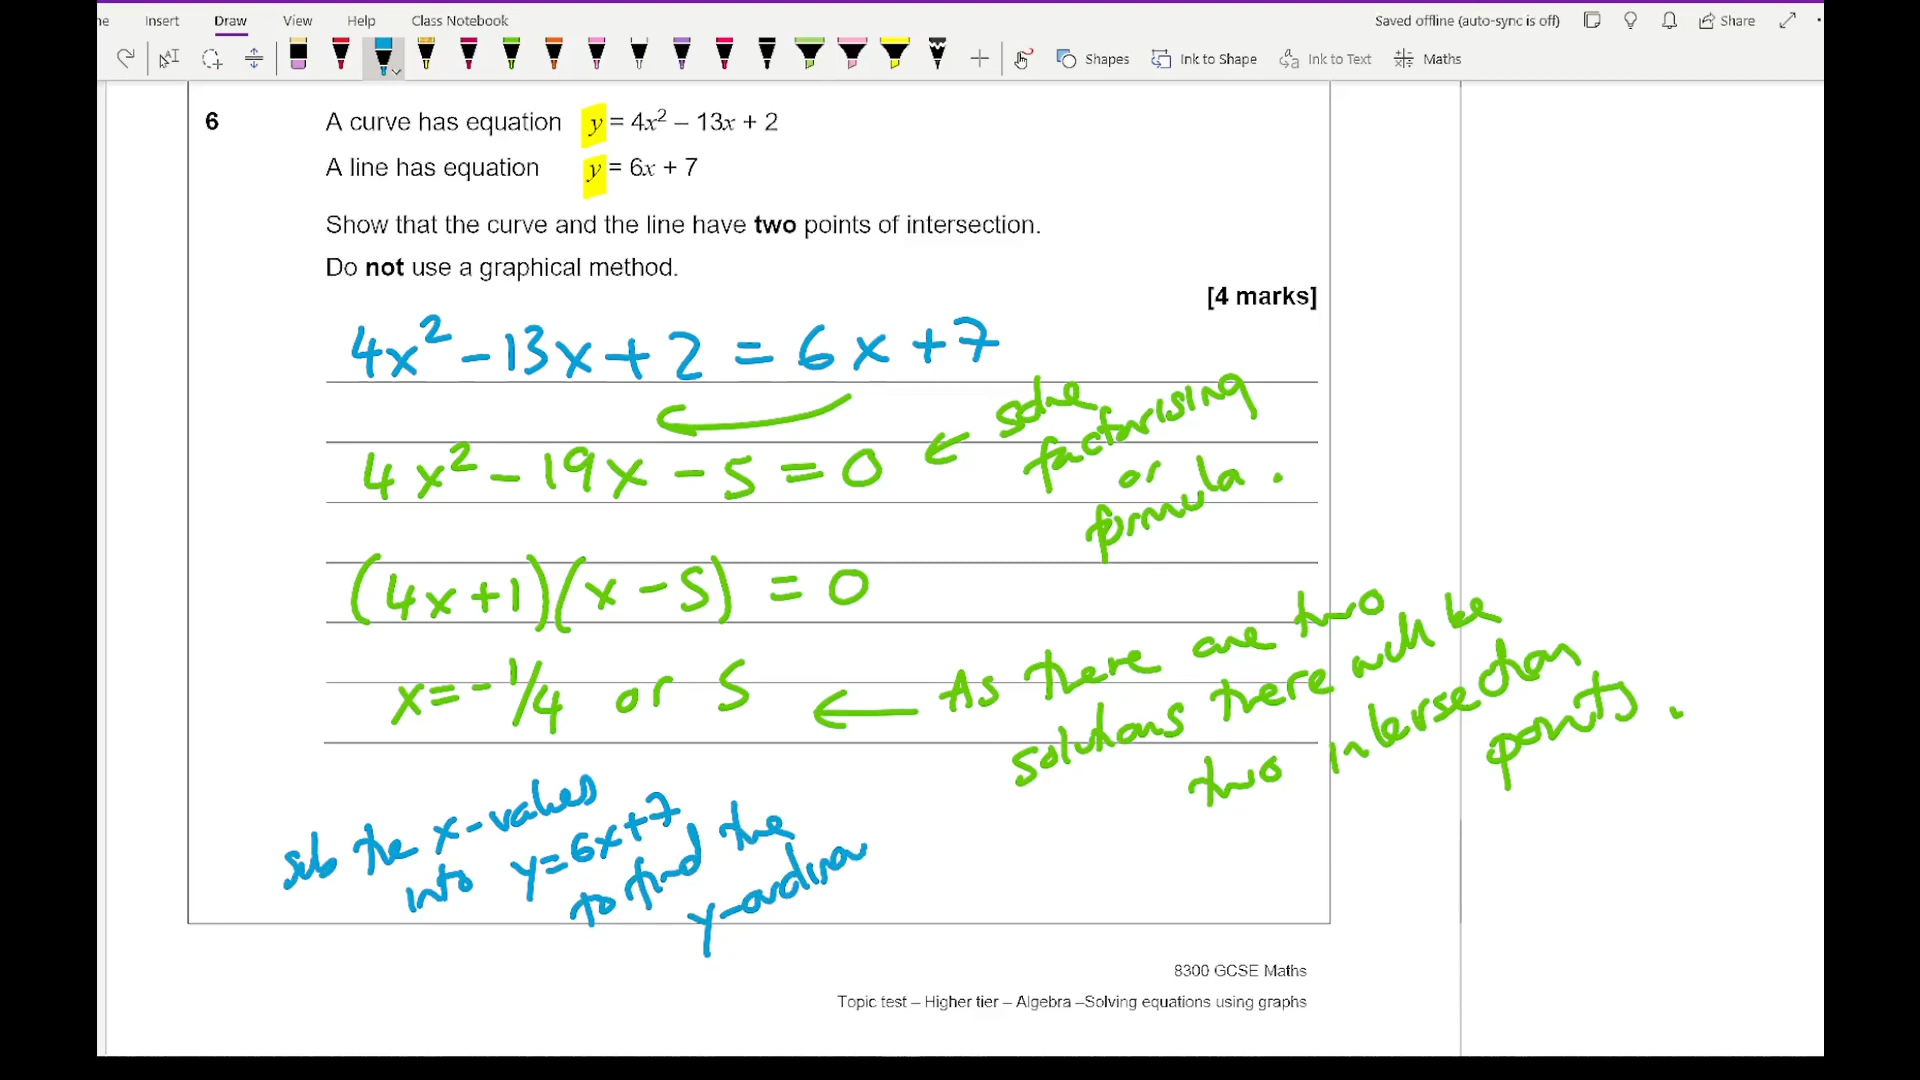 Insert Draw View Help Class Notebook Saved offline (auto-sync is off) Share
Shapes Ink to Shape Ink to Text Maths
6 A curve has equation y = 4x² – 13x + 2
A line has equation y = 6x + 7
Show that the curve and the line have two points of intersection.
Do not use a graphical method.
[4 marks]
4x² - 13x + 2 = 6x + 7
4x² - 19x - 5 = 0 ← solve
factorising
or
formula.
(4x+1)(x-5) = 0
x = -1/4 or 5 ← As there are two
solutions there will be
two intersection
points.
sub the x-values
into y=6x+7
to find the
8300 GCSE Maths
Topic test – Higher tier – Algebra –Solving equations using graphs